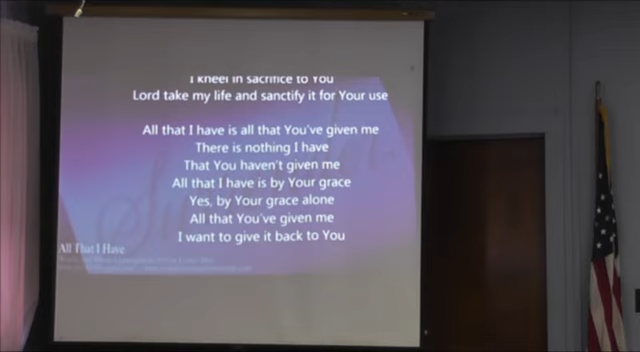 I kneel in sacrifice to You
Lord take my life and sanctify it for Your use
All that I have is all that You've given me
There is nothing I have
That You haven't given me
All that I have is by Your grace
Yes, by Your grace alone
All that You've given me
I want to give it back to You
All That I Have